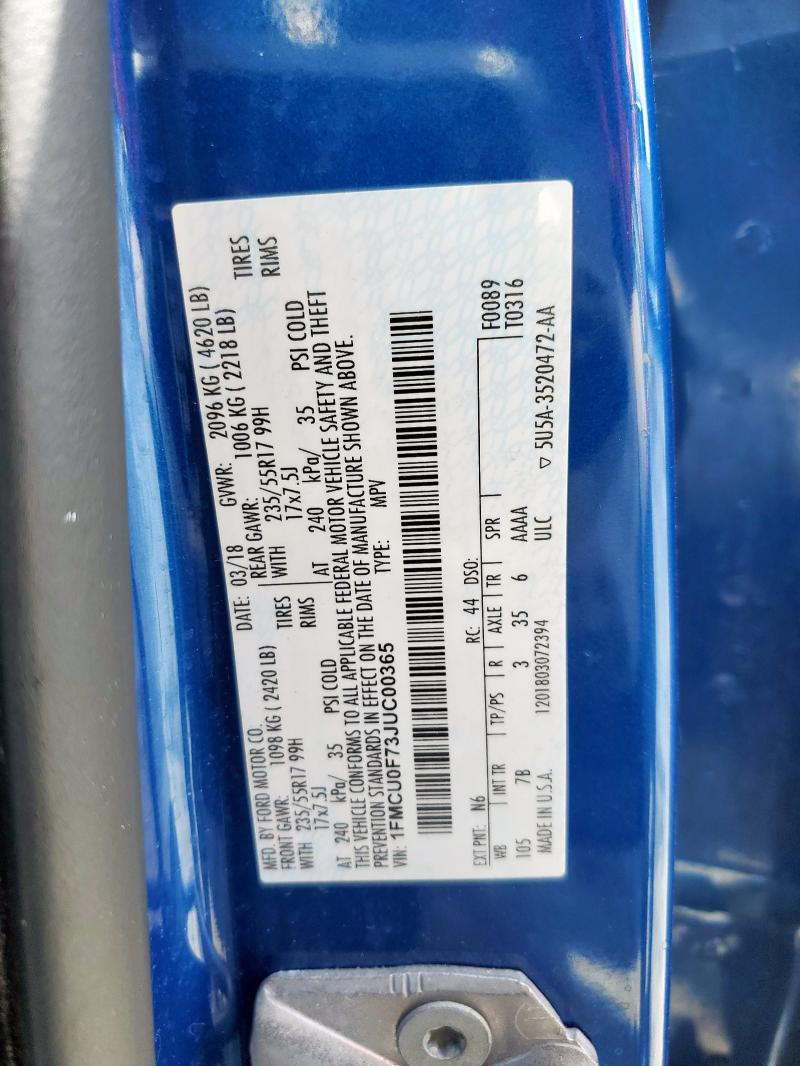 MFD. BY FORD MOTOR CO. DATE: 03/18 GVWR: 2096 KG ( 4620 LB)
FRONT GAWR: 1098 KG ( 2420 LB) REAR GAWR: 1006 KG ( 2218 LB)
WITH 235/55R17 99H TIRES WITH 235/55R17 99H TIRES
17x7.5J RIMS 17x7.5J RIMS
AT 240 kPa/ 35 PSI COLD AT 240 kPa/ 35 PSI COLD
THIS VEHICLE CONFORMS TO ALL APPLICABLE FEDERAL MOTOR VEHICLE SAFETY AND THEFT
PREVENTION STANDARDS IN EFFECT ON THE DATE OF MANUFACTURE SHOWN ABOVE.
VIN: 1FMCU0F73JUC00365 TYPE: MPV
EXT PNT: N6 RC: 44 DSO: F0089
WB INT TR TP/PS R AXLE TR SPR T0316
105 7B 3 35 6 AAAA
MADE IN U.S.A. 1201803072394 ULC ▽ 5U5A-3520472-AA